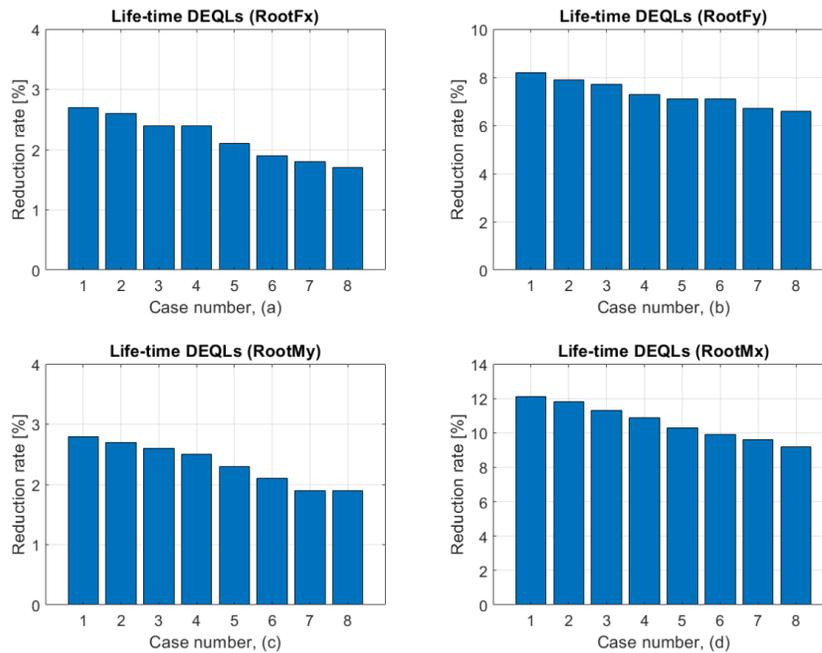 Life-time DEQLs (RootFx)
Reduction rate [%]
4
3
2
1
0
1 2 3 4 5 6 7 8
Case number, (a)
Life-time DEQLs (RootFy)
Reduction rate [%]
10
8
6
4
2
0
1 2 3 4 5 6 7 8
Case number, (b)
Life-time DEQLs (RootMy)
Reduction rate [%]
4
3
2
1
0
1 2 3 4 5 6 7 8
Case number, (c)
Life-time DEQLs (RootMx)
Reduction rate [%]
14
12
10
8
6
4
2
0
1 2 3 4 5 6 7 8
Case number, (d)